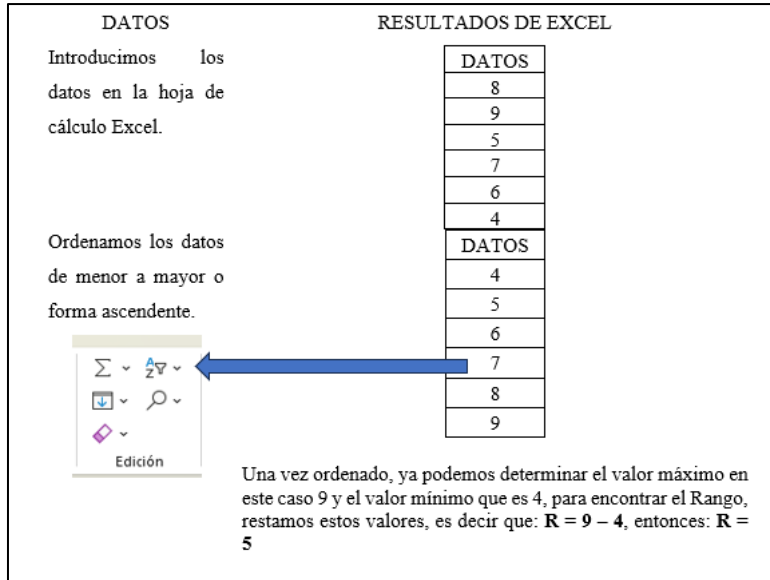 DATOS
RESULTADOS DE EXCEL
Introducimos los
datos en la hoja de
cálculo Excel.
DATOS
8
9
5
7
6
4
Ordenamos los datos
de menor a mayor o
forma ascendente.
DATOS
4
5
6
7
8
9
Edición
Una vez ordenado, ya podemos determinar el valor máximo en
este caso 9 y el valor mínimo que es 4, para encontrar el Rango,
restamos estos valores, es decir que: R = 9 – 4, entonces: R =
5